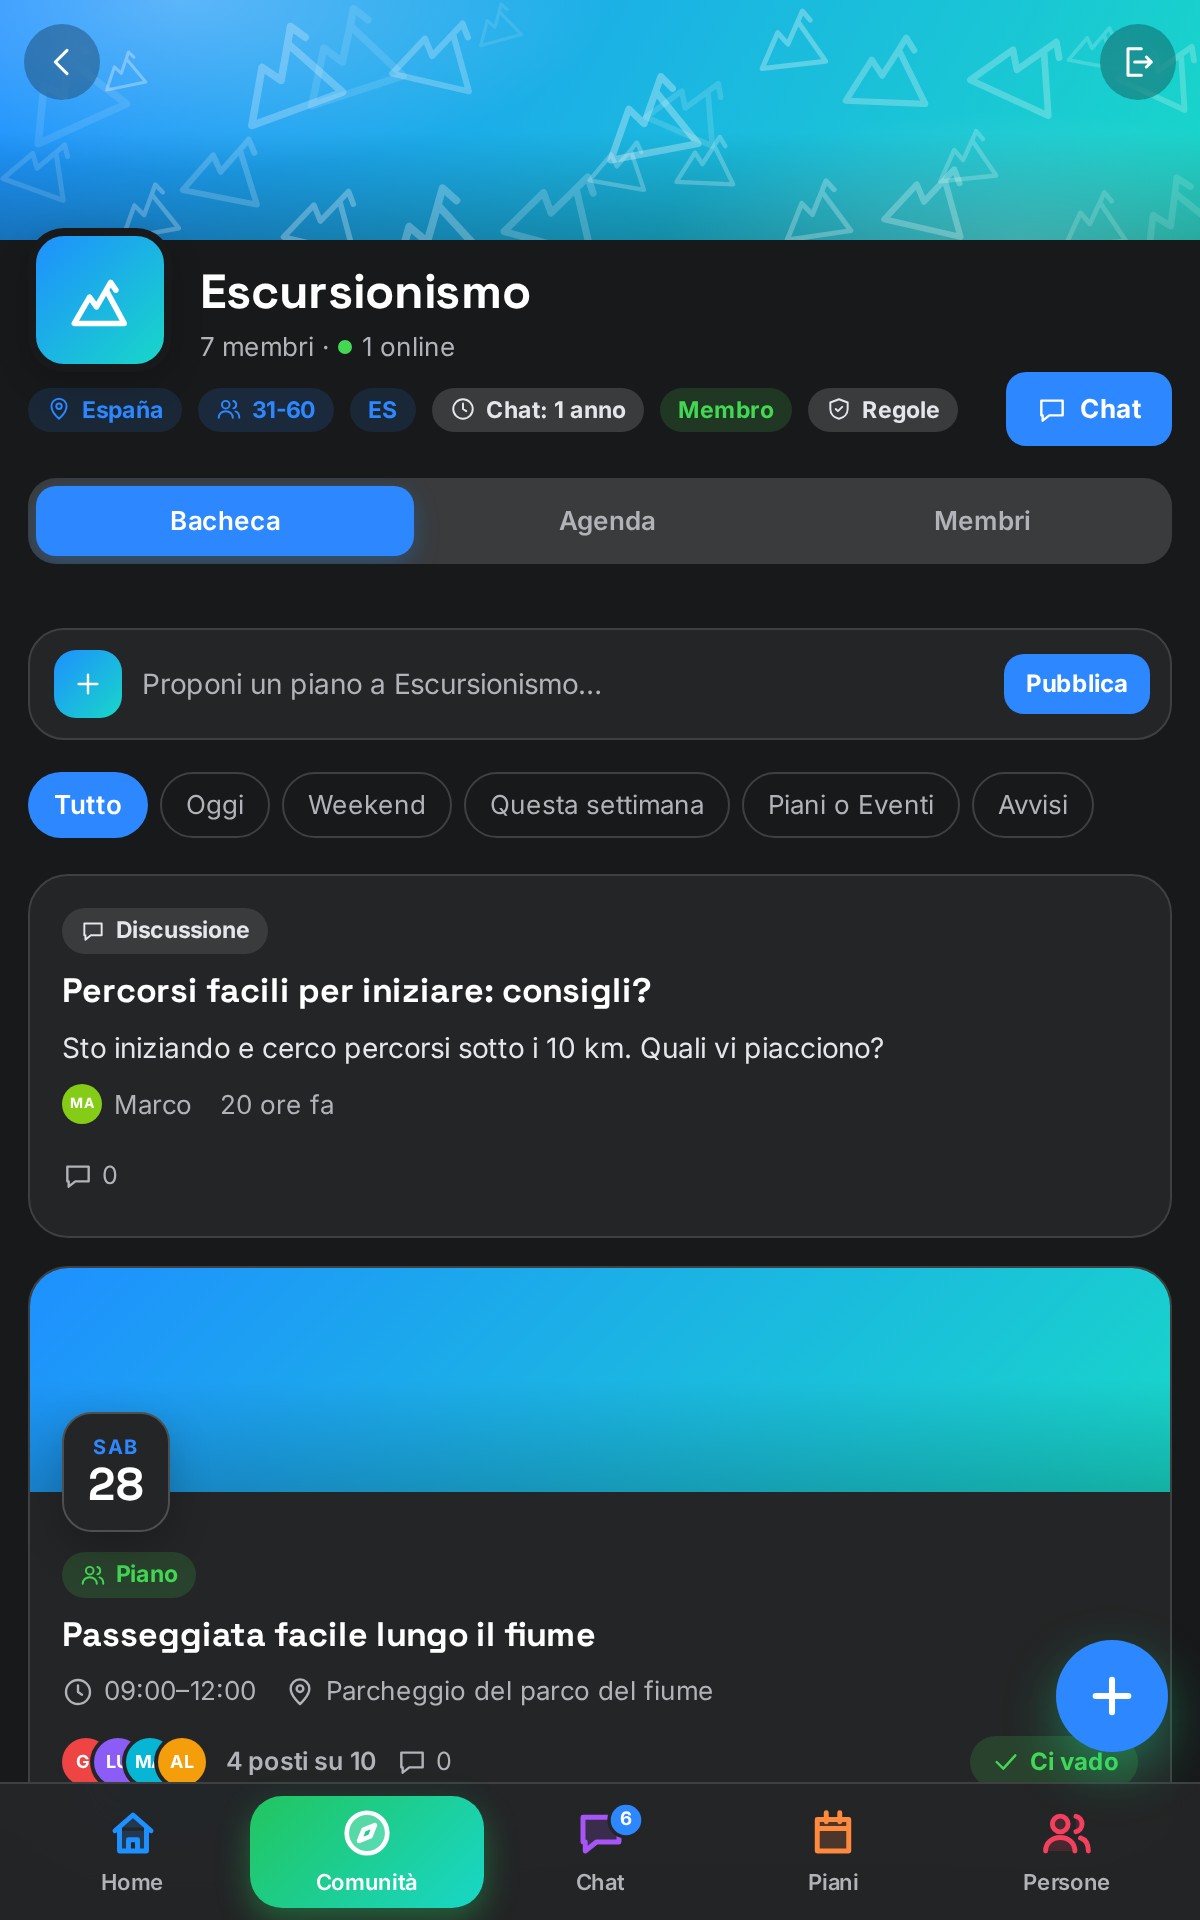 Escursionismo
7 membri · 1 online
España 31-60 ES Chat: 1 anno Membro Regole Chat
Bacheca Agenda Membri
Proponi un piano a Escursionismo... Pubblica
Tutto Oggi Weekend Questa settimana Piani o Eventi Avvisi
Discussione
Percorsi facili per iniziare: consigli?
Sto iniziando e cerco percorsi sotto i 10 km. Quali vi piacciono?
MA Marco 20 ore fa
0
SAB
28
Piano
Passeggiata facile lungo il fiume
09:00–12:00 Parcheggio del parco del fiume
AL 4 posti su 10 0 Ci vado
6
Home Comunità Chat Piani Persone